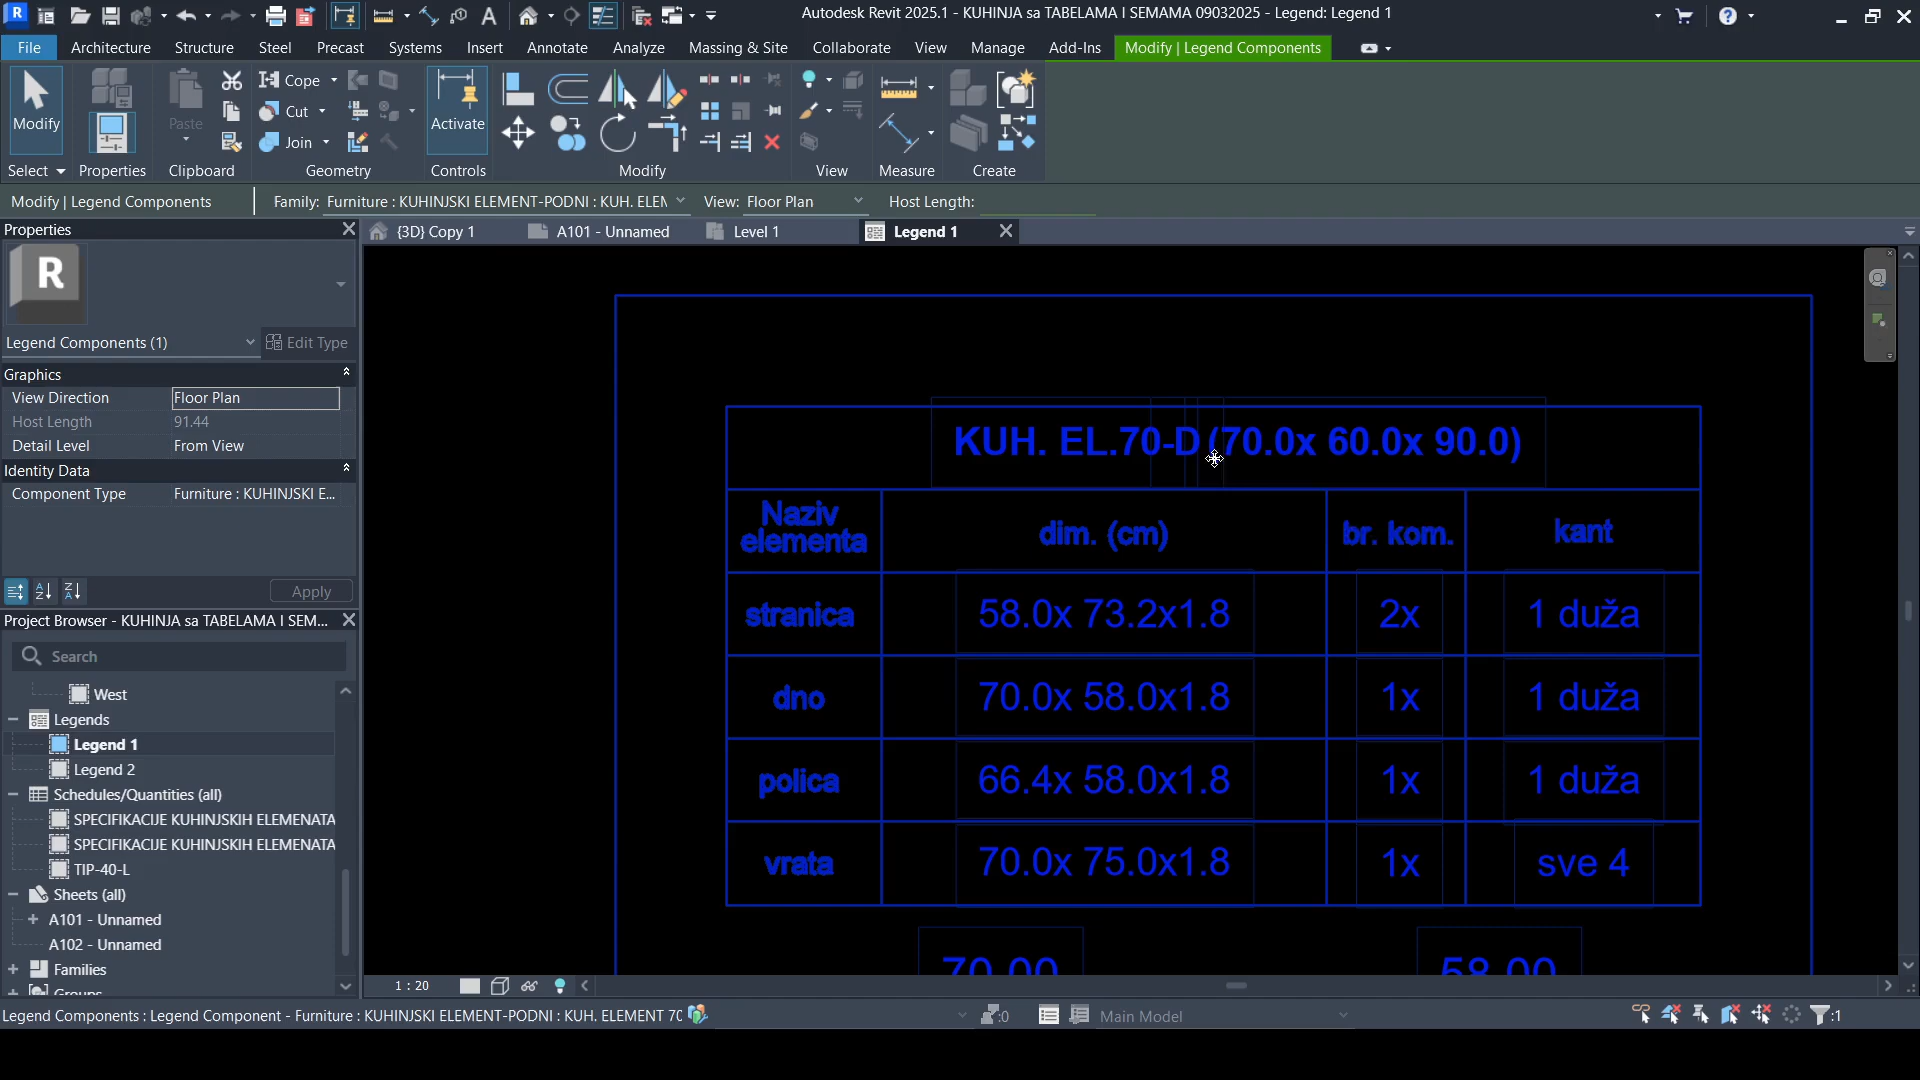 Autodesk Revit 2025.1 - KUHINJA sa TABELAMA I SEMAMA 09032025 - Legend: Legend 1
File Architecture Structure Steel Precast Systems Insert Annotate Analyze Massing & Site Collaborate View Manage Add-Ins Modify | Legend Components
Modify Paste Cope Cut Join Activate
Select Properties Clipboard Geometry Controls Modify View Measure Create
Modify | Legend Components Family: Furniture : KUHINJSKI ELEMENT-PODNI : KUH. ELEM View: Floor Plan Host Length:
Properties
{3D} Copy 1 A101 - Unnamed Level 1 Legend 1
R
Legend Components (1) Edit Type
Graphics
View Direction Floor Plan
Host Length 91.44
Detail Level From View
Identity Data
Component Type Furniture : KUHINJSKI E...
Apply
Project Browser - KUHINJA sa TABELAMA I SEM...
Search
West
Legends
Legend 1
Legend 2
Schedules/Quantities (all)
SPECIFIKACIJE KUHINJSKIH ELEMENATA
SPECIFIKACIJE KUHINJSKIH ELEMENATA
TIP-40-L
Sheets (all)
A101 - Unnamed
A102 - Unnamed
Families
Groups
KUH. EL.70-D (70.0x 60.0x 90.0)
Naziv elementa dim. (cm) br. kom. kant
stranica 58.0x 73.2x1.8 2x 1 duža
dno 70.0x 58.0x1.8 1x 1 duža
polica 66.4x 58.0x1.8 1x 1 duža
vrata 70.0x 75.0x1.8 1x sve 4
70.00 58.00
1 : 20
Legend Components : Legend Component - Furniture : KUHINJSKI ELEMENT-PODNI : KUH. ELEMENT 70 :0 Main Model :1